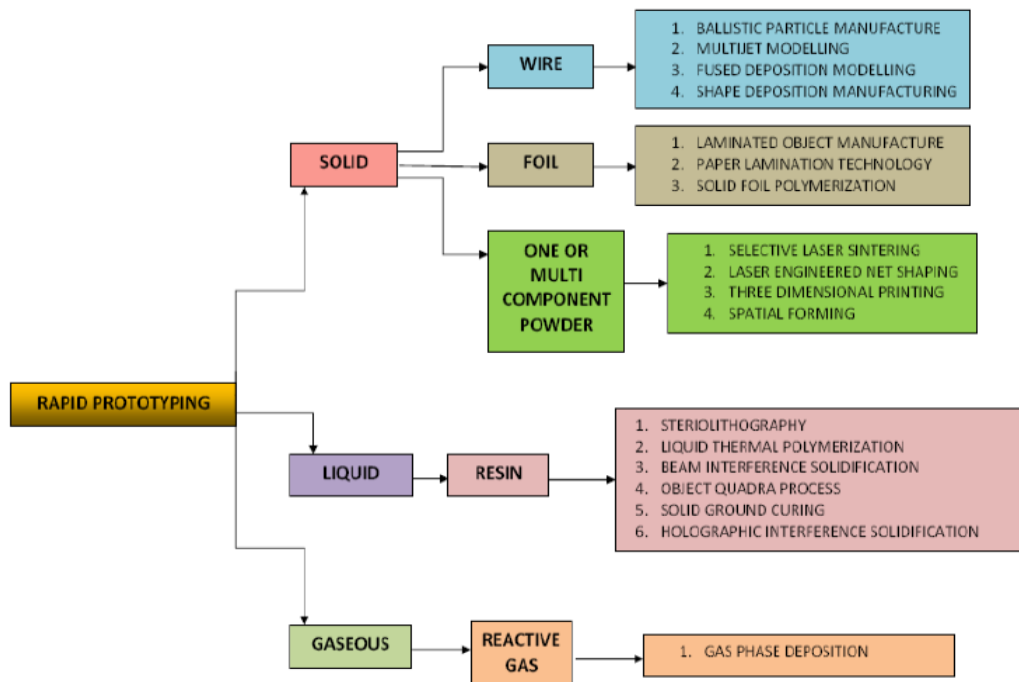 WIRE
1. BALLISTIC PARTICLE MANUFACTURE
2. MULTIJET MODELLING
3. FUSED DEPOSITION MODELLING
4. SHAPE DEPOSITION MANUFACTURING
SOLID
FOIL
1. LAMINATED OBJECT MANUFACTURE
2. PAPER LAMINATION TECHNOLOGY
3. SOLID FOIL POLYMERIZATION
ONE OR
MULTI
COMPONENT
POWDER
1. SELECTIVE LASER SINTERING
2. LASER ENGINEERED NET SHAPING
3. THREE DIMENSIONAL PRINTING
4. SPATIAL FORMING
RAPID PROTOTYPING
LIQUID
RESIN
1. STERIOLITHOGRAPHY
2. LIQUID THERMAL POLYMERIZATION
3. BEAM INTERFERENCE SOLIDIFICATION
4. OBJECT QUADRA PROCESS
5. SOLID GROUND CURING
6. HOLOGRAPHIC INTERFERENCE SOLIDIFICATION
GASEOUS
REACTIVE
GAS
1. GAS PHASE DEPOSITION